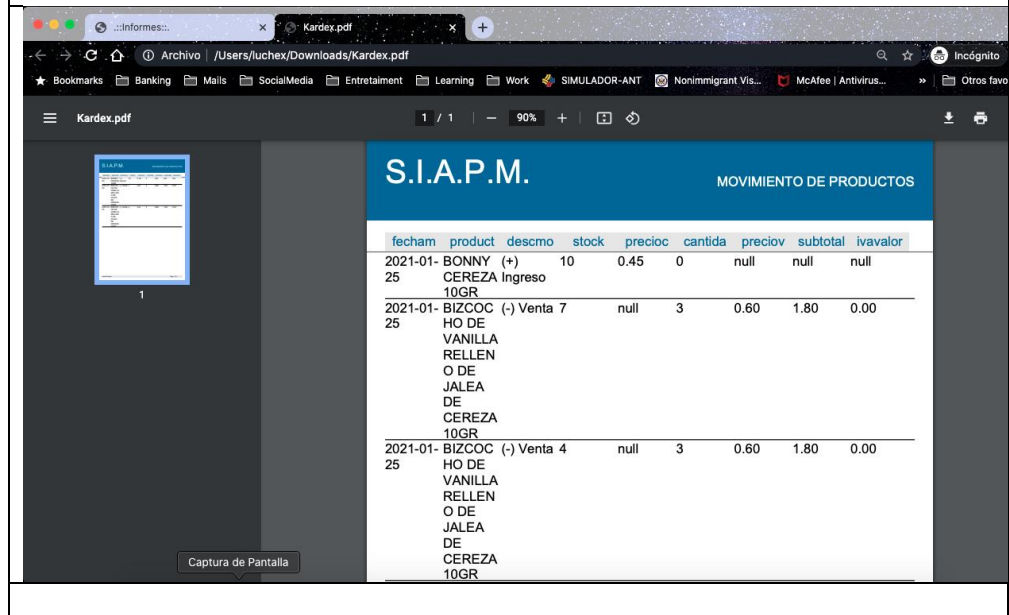 .::Informes::.
Kardex.pdf
Archivo | /Users/luchex/Downloads/Kardex.pdf
Incógnito
Bookmarks Banking Mails SocialMedia Entretaiment Learning Work SIMULADOR-ANT Nonimmigrant Vis... McAfee | Antivirus... » Otros favo
Kardex.pdf 1 / 1 | − 90% + |
S.I.A.P.M.
MOVIMIENTO DE PRODUCTOS
1
fecham product descmo stock precioc cantida preciov subtotal ivavalor
2021-01- BONNY (+) 10 0.45 0 null null null
25 CEREZA Ingreso
10GR
2021-01- BIZCOC (-) Venta 7 null 3 0.60 1.80 0.00
25 HO DE
VANILLA
RELLEN
O DE
JALEA
DE
CEREZA
10GR
2021-01- BIZCOC (-) Venta 4 null 3 0.60 1.80 0.00
25 HO DE
VANILLA
RELLEN
O DE
JALEA
DE
CEREZA
10GR
Captura de Pantalla